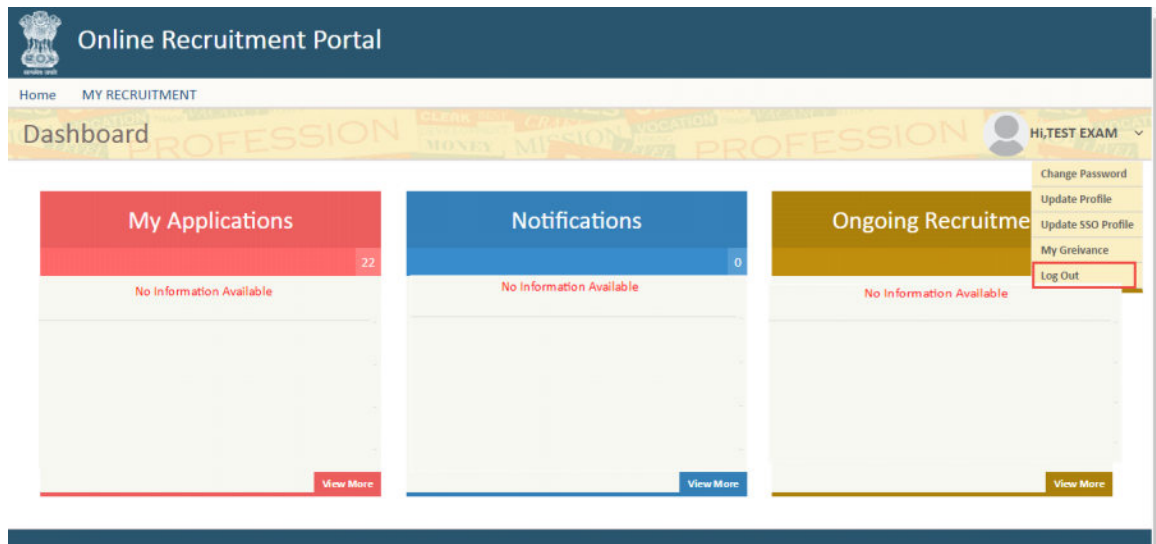 Online Recruitment Portal
Home MY RECRUITMENT
Dashboard
Hi,TEST EXAM
Change Password
Update Profile
Update SSO Profile
My Greivance
Log Out
My Applications
22
No Information Available
View More
Notifications
0
No Information Available
View More
Ongoing Recruitme
No Information Available
View More